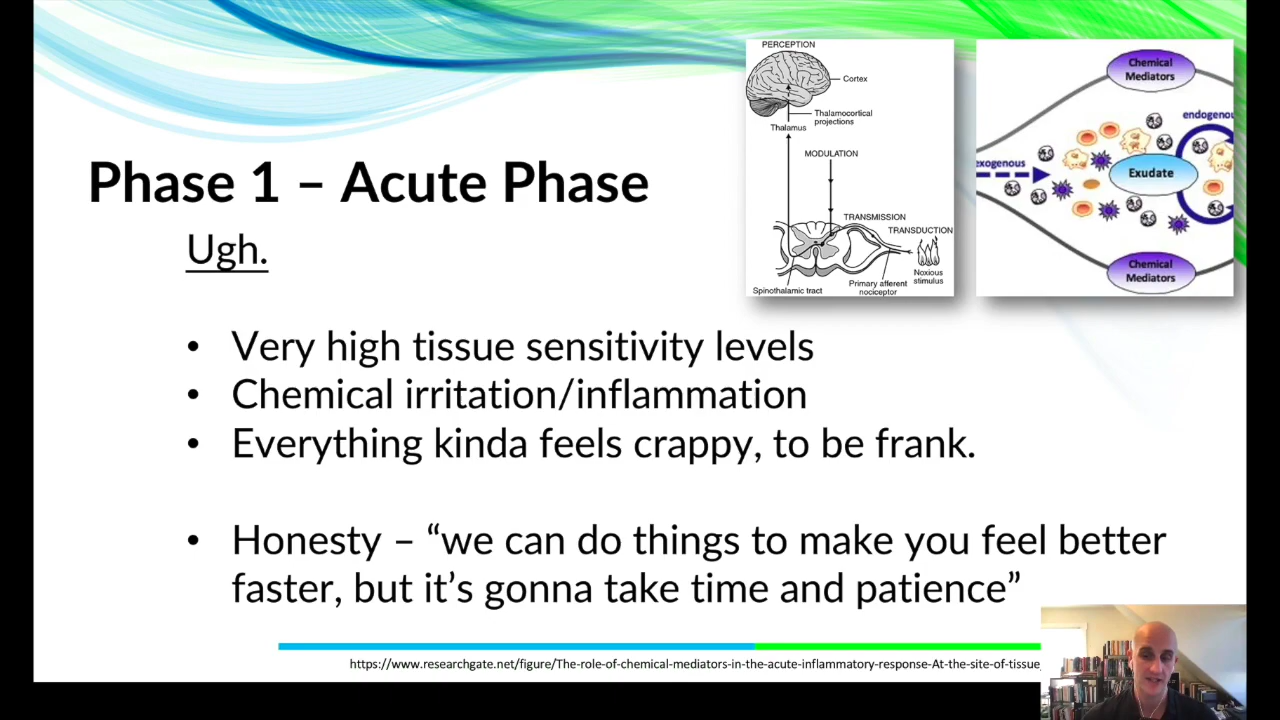 Phase 1 – Acute Phase
Ugh.
• Very high tissue sensitivity levels
• Chemical irritation/inflammation
• Everything kinda feels crappy, to be frank.
• Honesty – “we can do things to make you feel better
faster, but it’s gonna take time and patience”
PERCEPTION
Cortex
Thalamocortical
projections
Thalamus
MODULATION
TRANSMISSION
TRANSDUCTION
Noxious
stimulus
Primary afferent
nociceptor
Spinothalamic tract
Chemical
Mediators
endogenou
exogenous
Exudate
Chemical
Mediators
https://www.researchgate.net/figure/The-role-of-chemical-mediators-in-the-acute-inflammatory-response-At-the-site-of-tissue